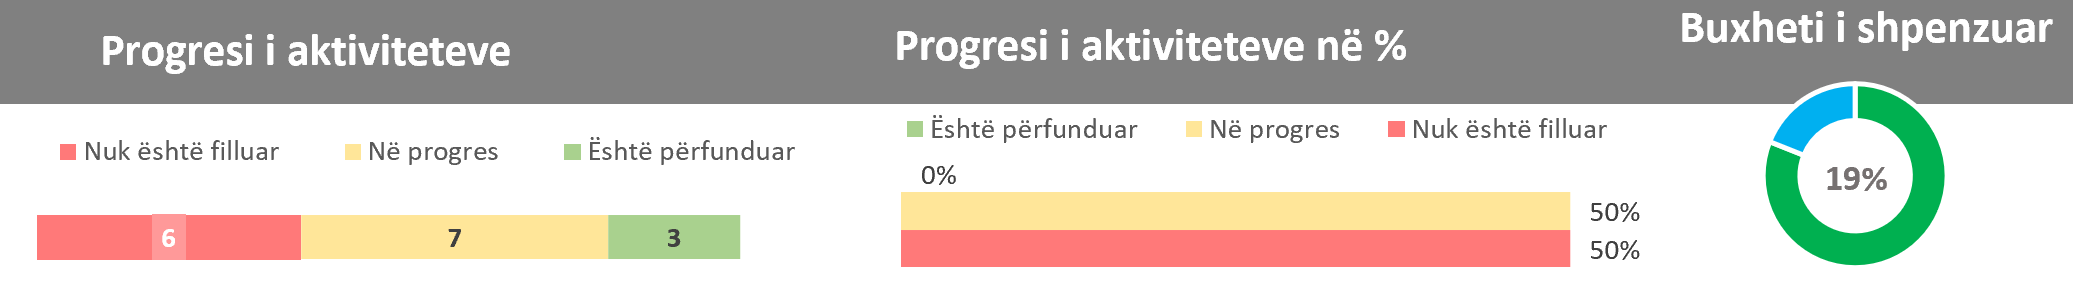 Progresi i aktiviteteve
Nuk është filluar Në progres Është përfunduar
6 7 3
Progresi i aktiviteteve në %
Është përfunduar Në progres Nuk është filluar
0%
50%
50%
Buxheti i shpenzuar
19%